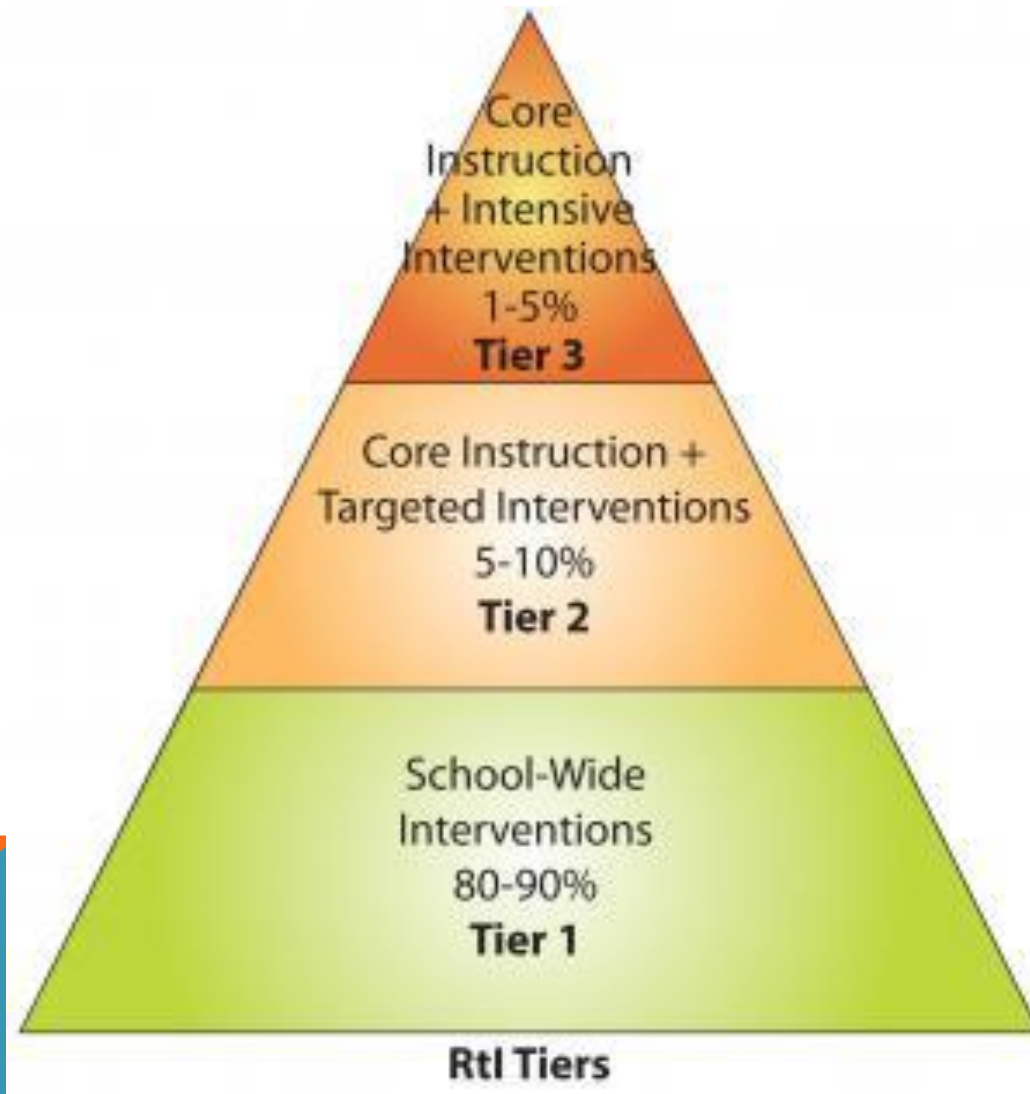 Core
Instruction
+ Intensive
Interventions
1-5%
Tier 3
Core Instruction +
Targeted Interventions
5-10%
Tier 2
School-Wide
Interventions
80-90%
Tier 1
RtI Tiers